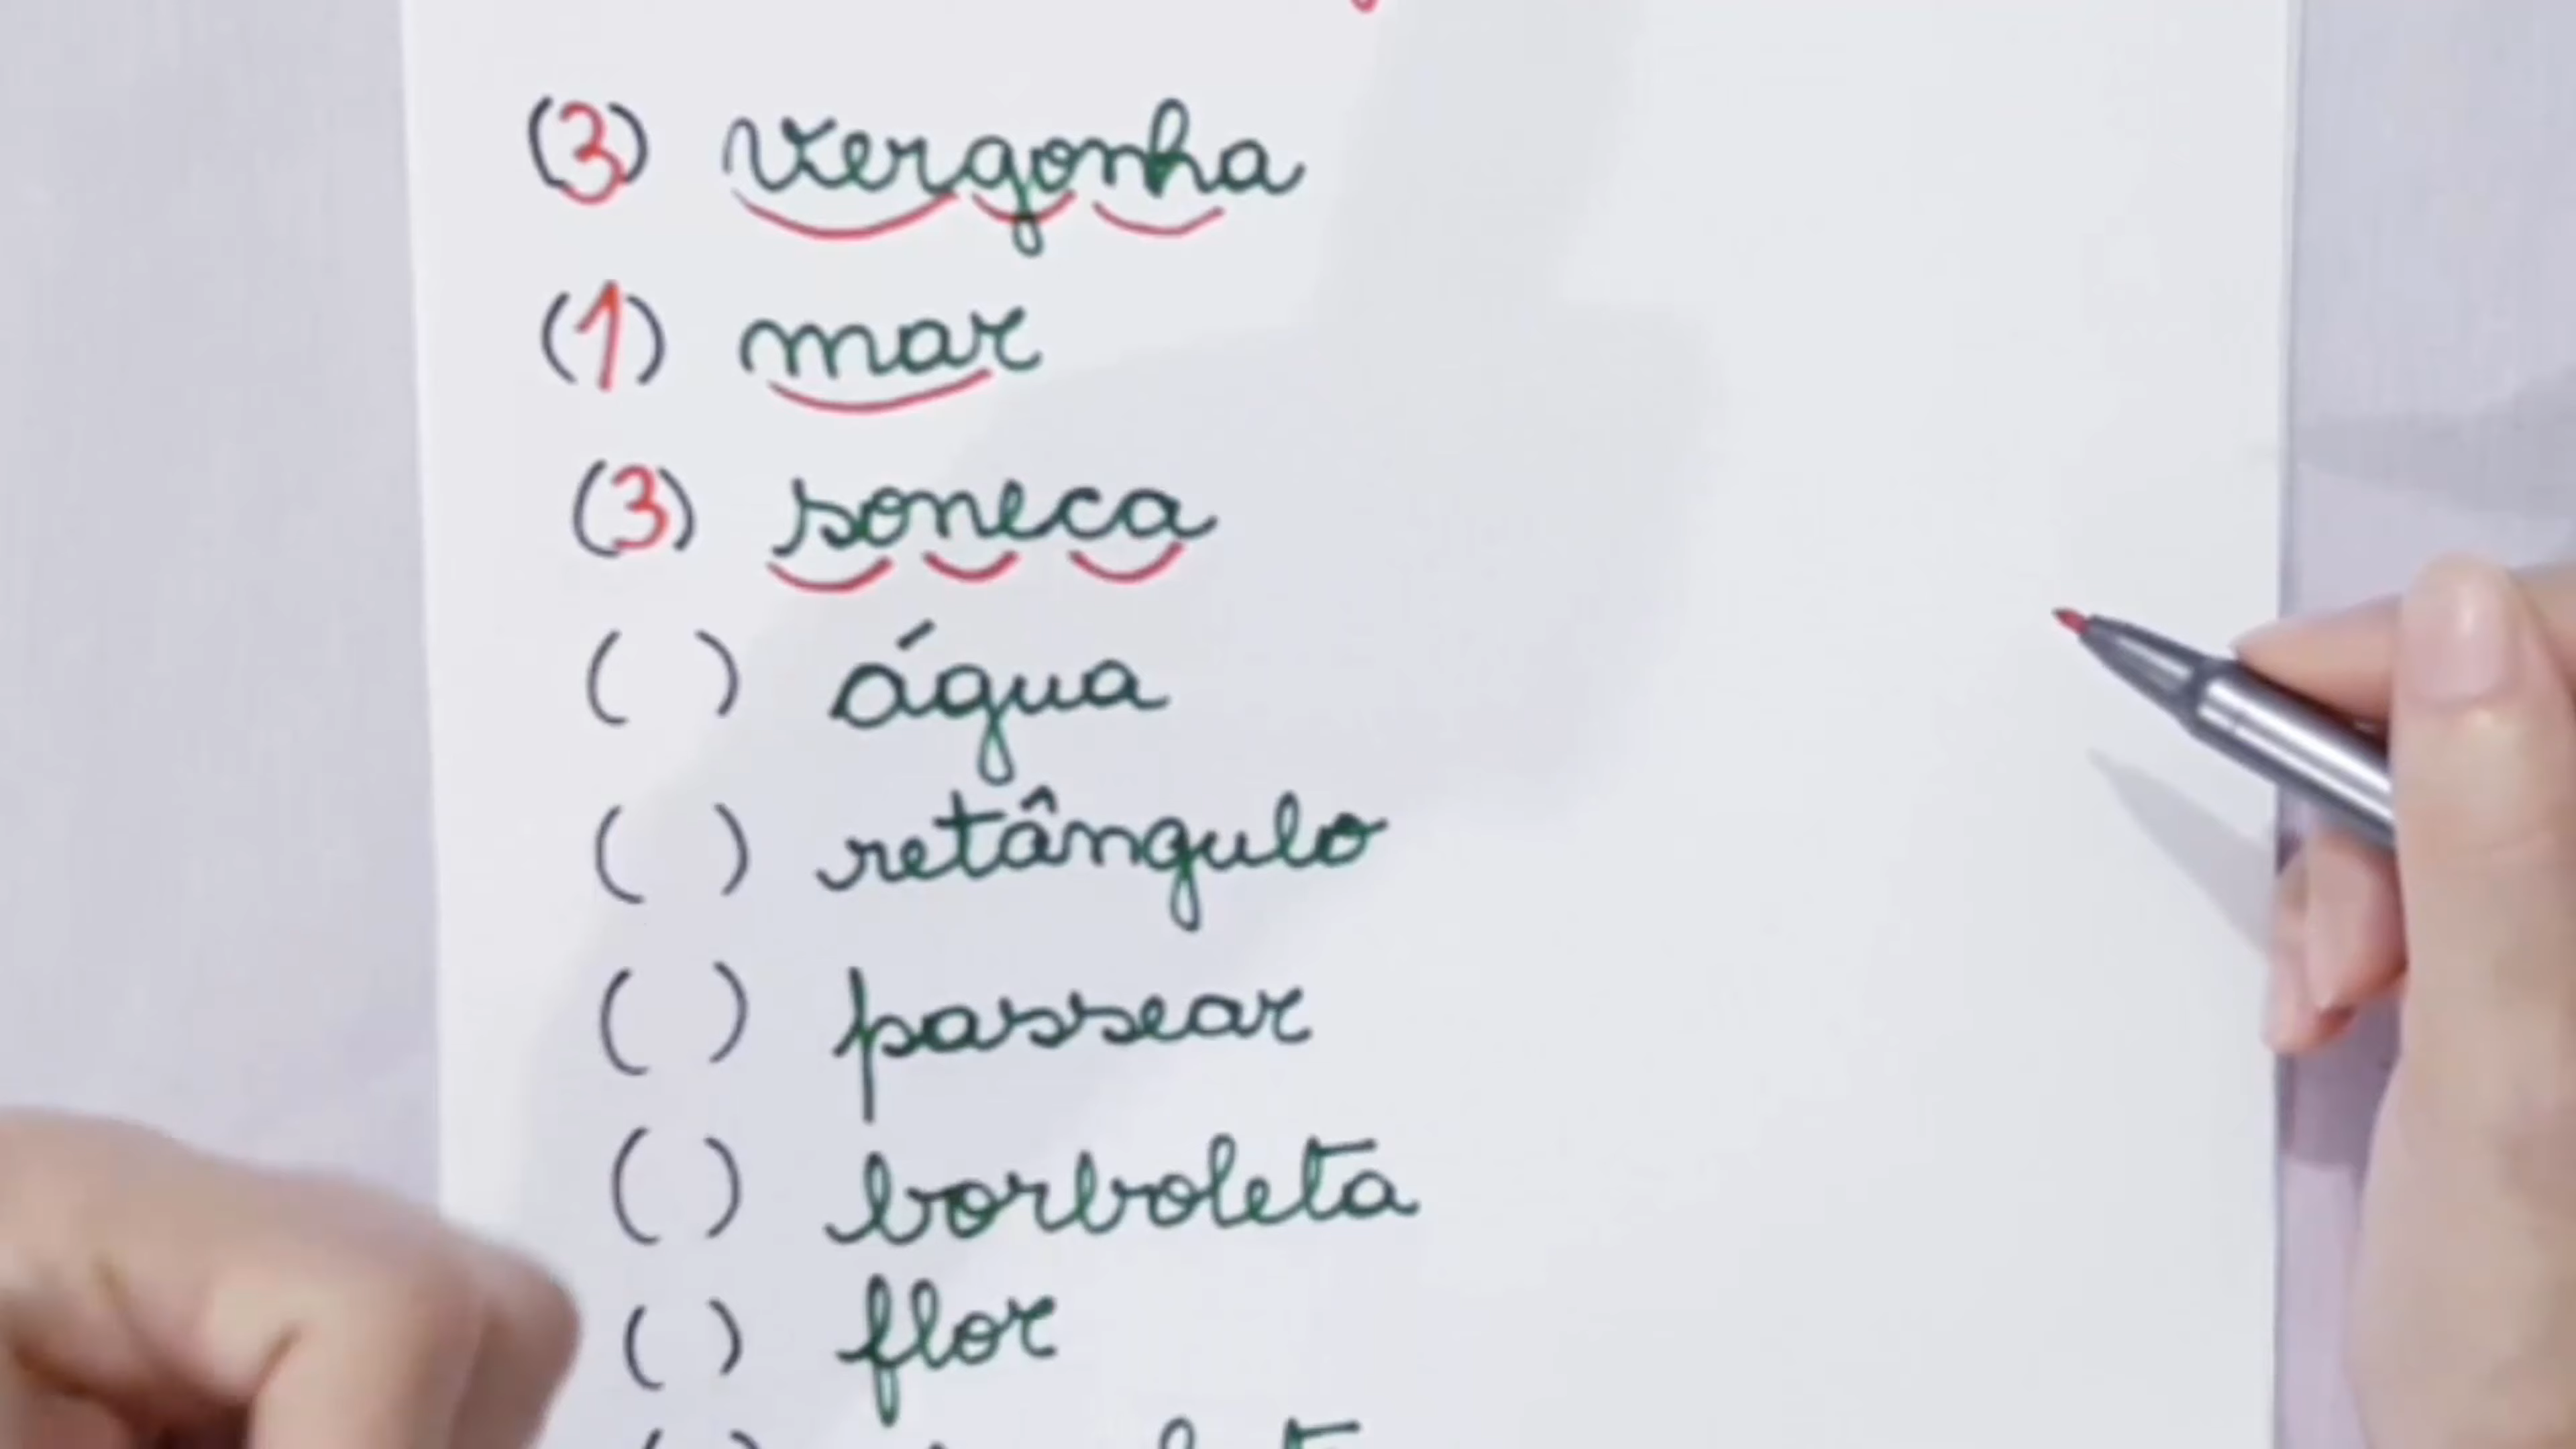 (3) vergonha
(1) mar
(3) soneca
( ) água
( ) retângulo
( ) passear
( ) borboleta
( ) flor